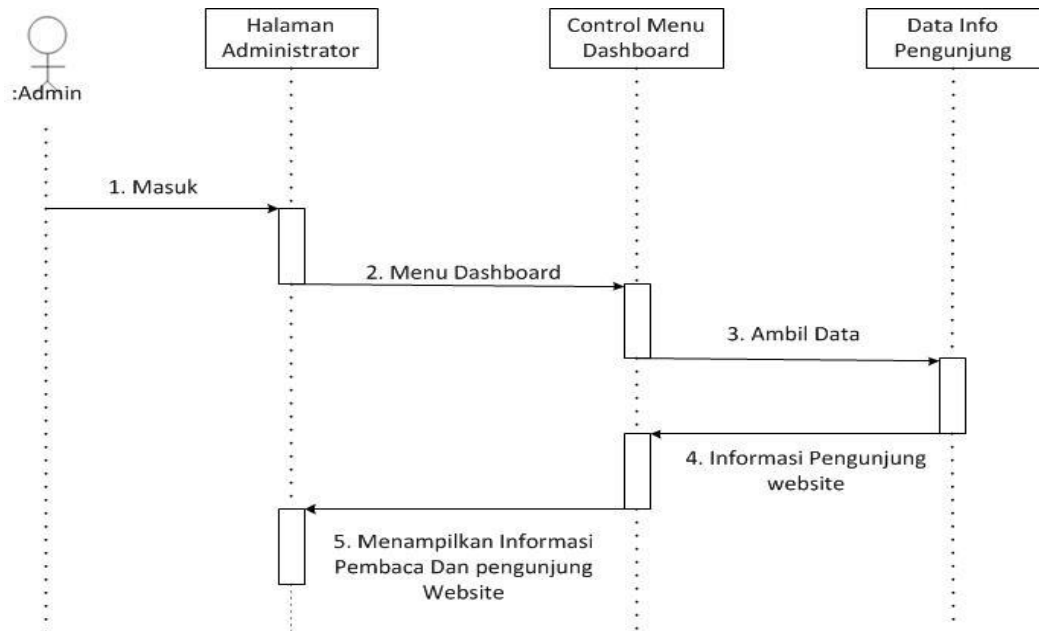 Halaman
Administrator
Control Menu
Dashboard
Data Info
Pengunjung
:Admin
1. Masuk
2. Menu Dashboard
3. Ambil Data
4. Informasi Pengunjung
website
5. Menampilkan Informasi
Pembaca Dan pengunjung
Website